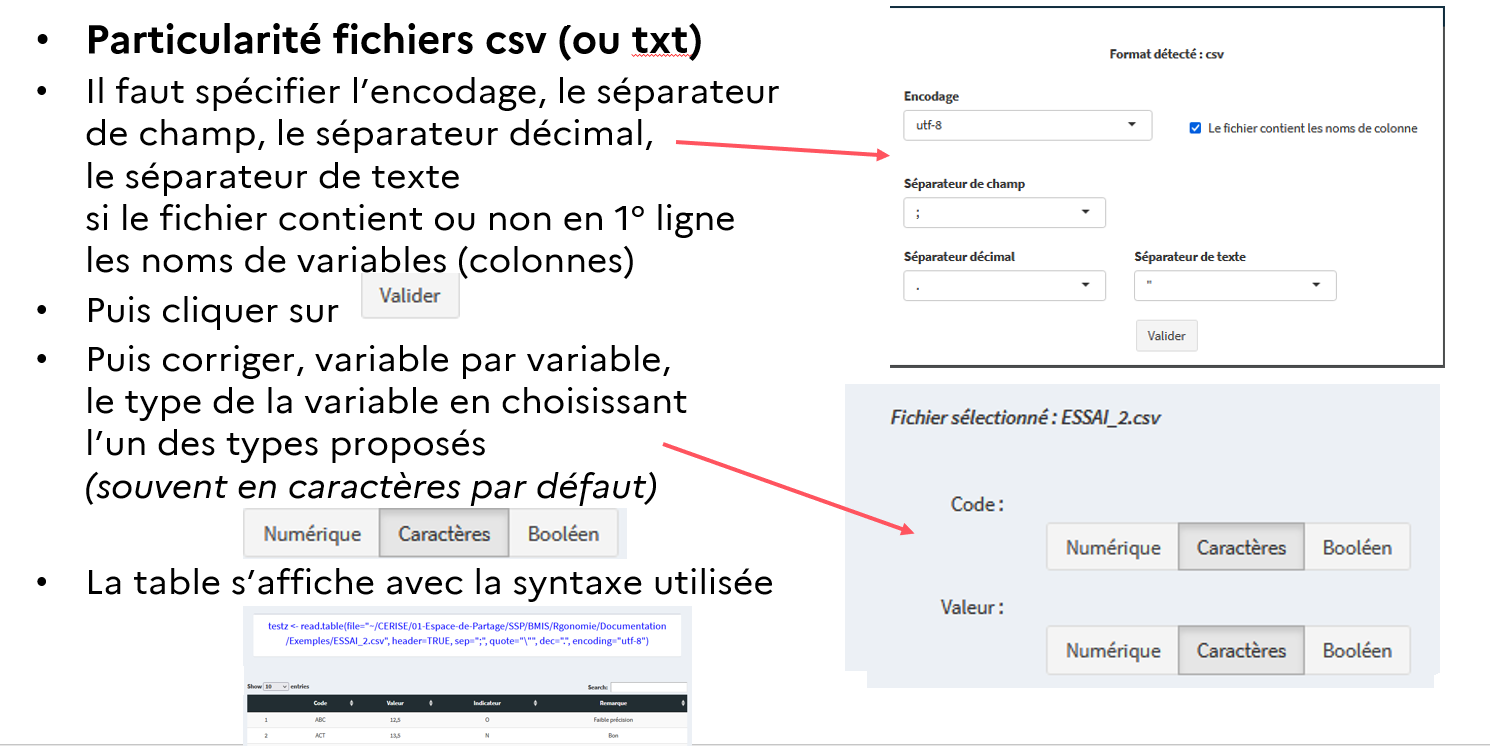 • Particularité fichiers csv (ou txt)
• Il faut spécifier l’encodage, le séparateur
de champ, le séparateur décimal,
le séparateur de texte
si le fichier contient ou non en 1° ligne
les noms de variables (colonnes)
• Puis cliquer sur Valider
• Puis corriger, variable par variable,
le type de la variable en choisissant
l’un des types proposés
(souvent en caractères par défaut)
Numérique Caractères Booléen
• La table s’affiche avec la syntaxe utilisée
testz <- read.table(file="~/CERISE/01-Espace-de-Partage/SSP/BMIS/Rgonomie/Documentation
/Exemples/ESSAI_2.csv", header=TRUE, sep=";", quote="\"", dec=".", encoding="utf-8")
Show 10 entries Search:
Code Valeur Indicateur Remarque
1 ABC 12,5 O Faible précision
2 ACT 13,5 N Bon
Format détecté : csv
Encodage
utf-8 Le fichier contient les noms de colonne
Séparateur de champ
;
Séparateur décimal Séparateur de texte
. "
Valider
Fichier sélectionné : ESSAI_2.csv
Code :
Numérique Caractères Booléen
Valeur :
Numérique Caractères Booléen